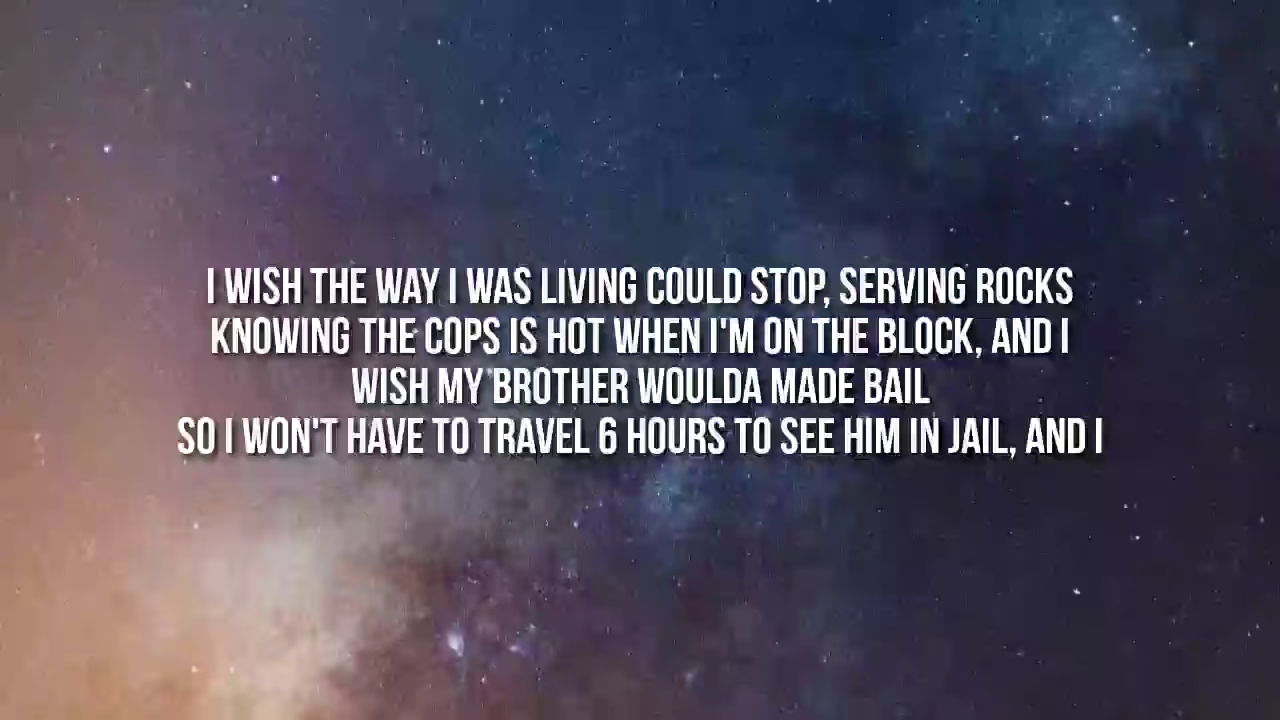 I WISH THE WAY I WAS LIVING COULD STOP, SERVING ROCKS
KNOWING THE COPS IS HOT WHEN I'M ON THE BLOCK, AND I
WISH MY BROTHER WOULDA MADE BAIL
SO I WON'T HAVE TO TRAVEL 6 HOURS TO SEE HIM IN JAIL, AND I